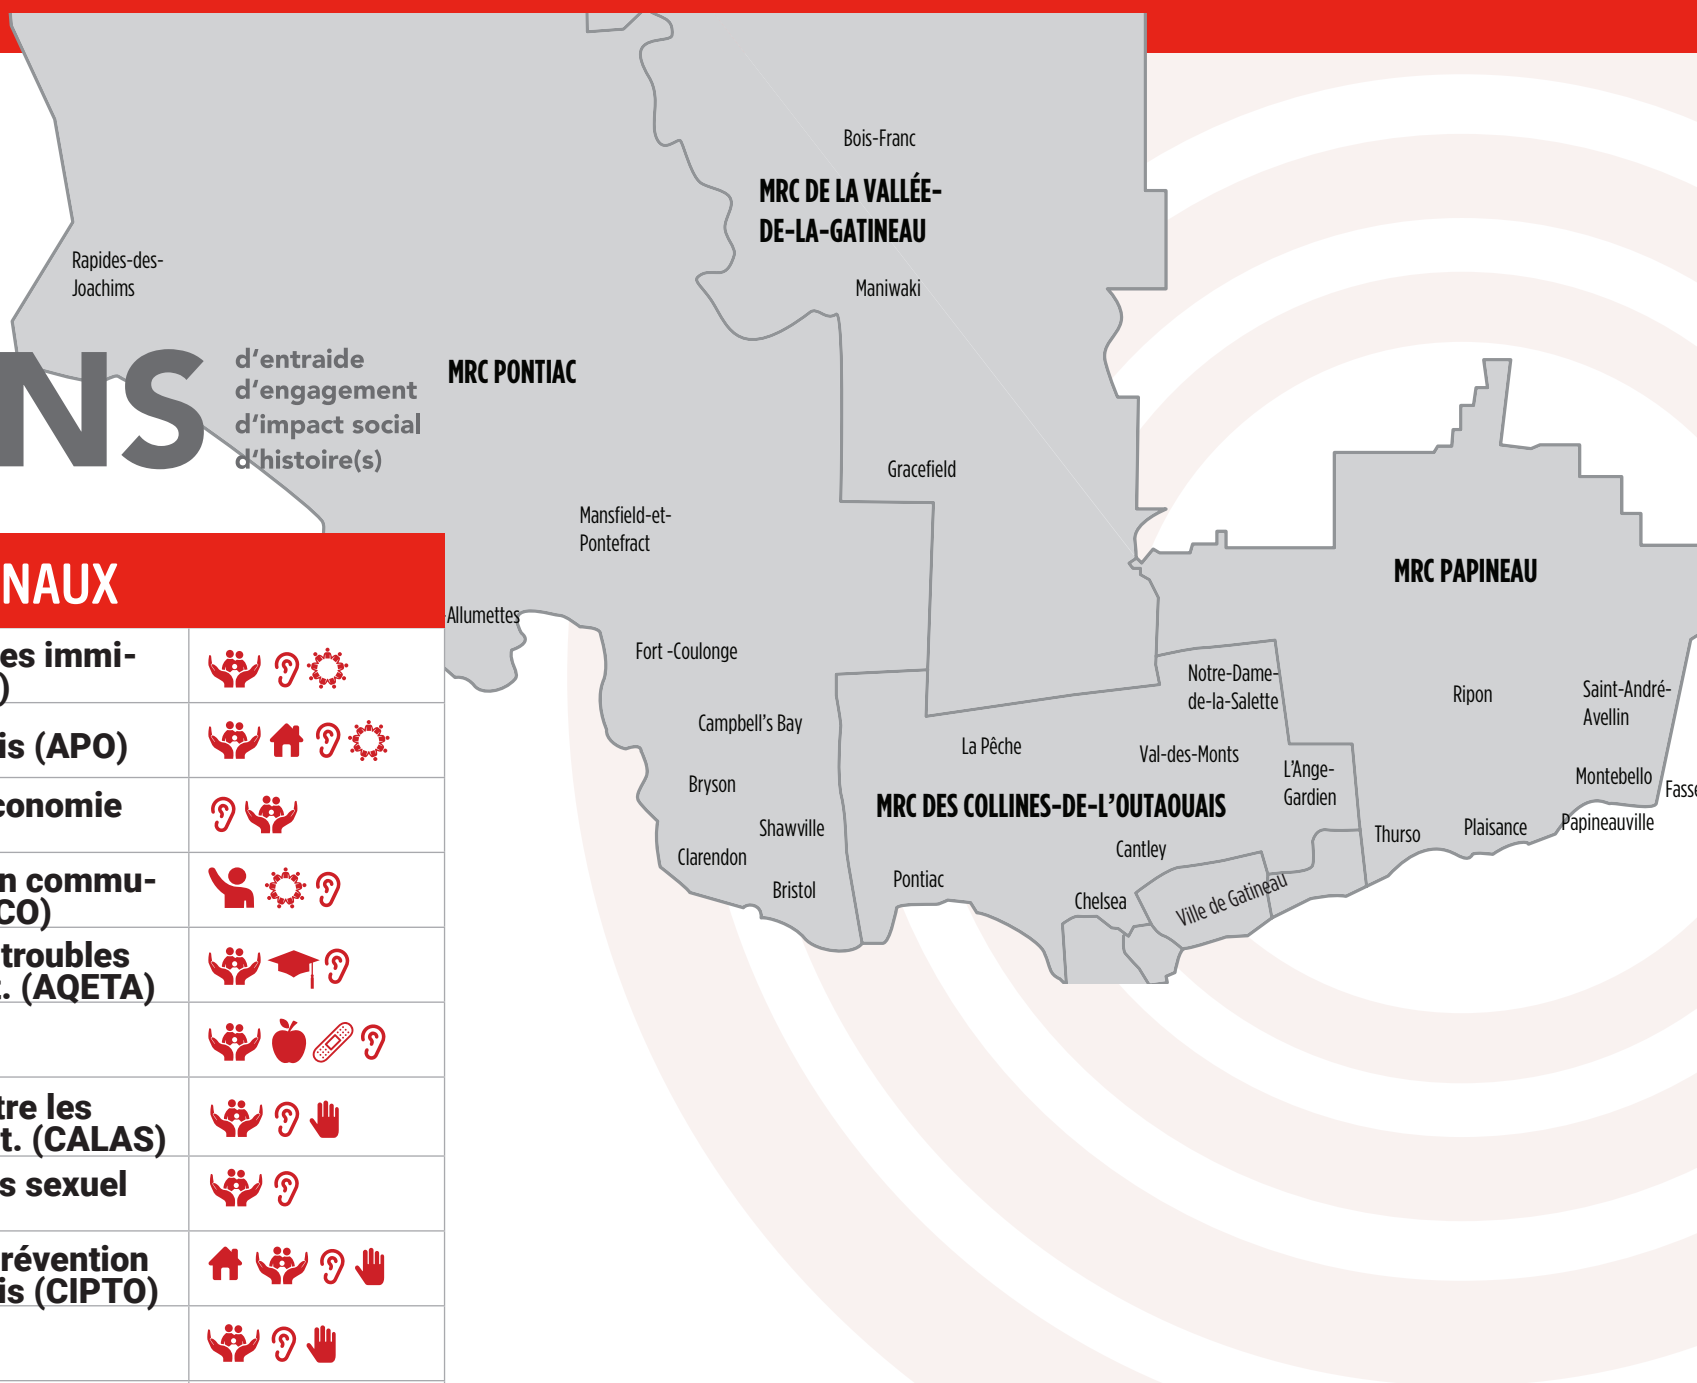 Bois-Franc
MRC DE LA VALLÉE-
DE-LA-GATINEAU
Rapides-des-
Joachims
Maniwaki
NS
d'entraide
d'engagement
d'impact social
d'histoire(s)
MRC PONTIAC
Gracefield
Mansfield-et-
Pontefract
MRC PAPINEAU
NAUX
Allumettes
Fort -Coulonge
Notre-Dame-
de-la-Salette
Ripon
Saint-André-
Avellin
Campbell's Bay
La Pêche
Val-des-Monts
L'Ange-
Gardien
Montebello
Fasse
Bryson
MRC DES COLLINES-DE-L'OUTAOUAIS
Shawville
Thurso
Plaisance
Papineauville
Clarendon
Cantley
Bristol
Pontiac
Chelsea
Ville de Gatineau
es immi-
)
is (APO)
conomie
n commu-
CO)
troubles
t. (AQETA)
tre les
t. (CALAS)
s sexuel
révention
is (CIPTO)